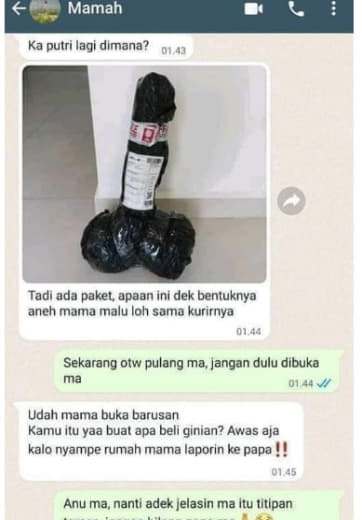 Mamah
Ka putri lagi dimana? 01.43
Tadi ada paket, apaan ini dek bentuknya
aneh mama malu loh sama kurirnya
01.44
Sekarang otw pulang ma, jangan dulu dibuka
ma
01.44
Udah mama buka barusan
Kamu itu yaa buat apa beli ginian? Awas aja
kalo nyampe rumah mama laporin ke papa‼️
01.45
Anu ma, nanti adek jelasin ma itu titipan